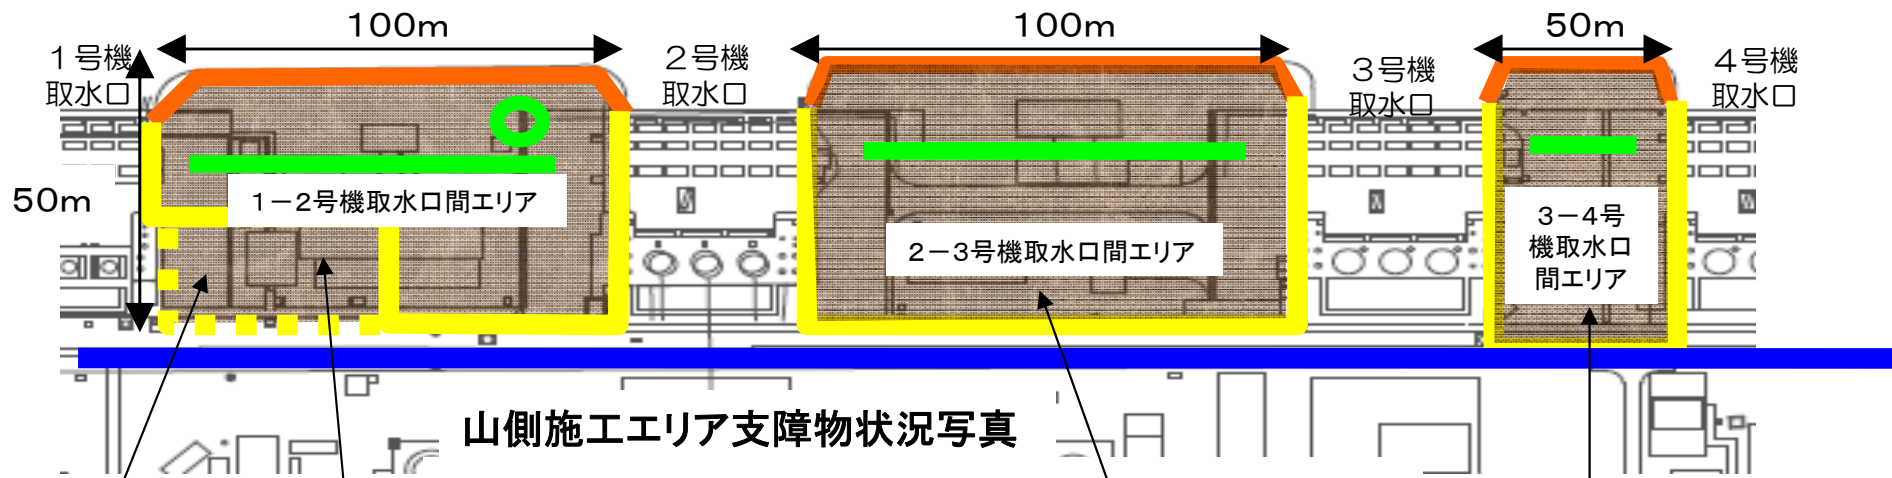 100m
100m
50m
1号機
取水口
2号機
取水口
3号機
取水口
4号機
取水口
50m
1－2号機取水口間エリア
2－3号機取水口間エリア
3－4号
機取水口
間エリア
山側施工エリア支障物状況写真